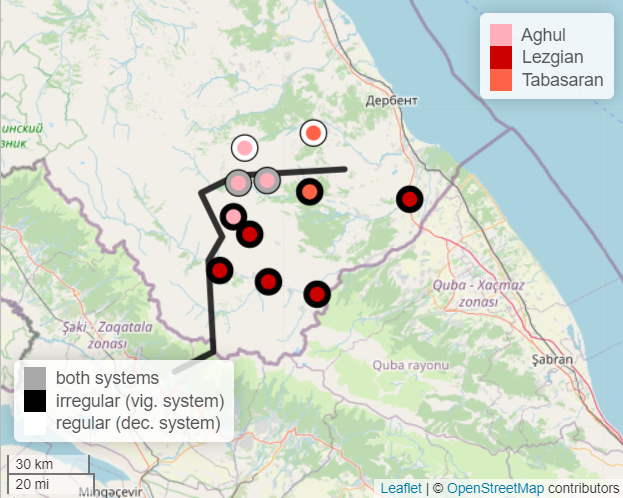 Aghul
Lezgian
Tabasaran
Дербент
инский
зник
Quba - Xaçmaz
zonası
Şəki - Zaqatala
zonası
Şabran
Quba rayonu
both systems
irregular (vig. system)
regular (dec. system)
30 km
20 mi
Mingəçevir
Leaflet | © OpenStreetMap contributors